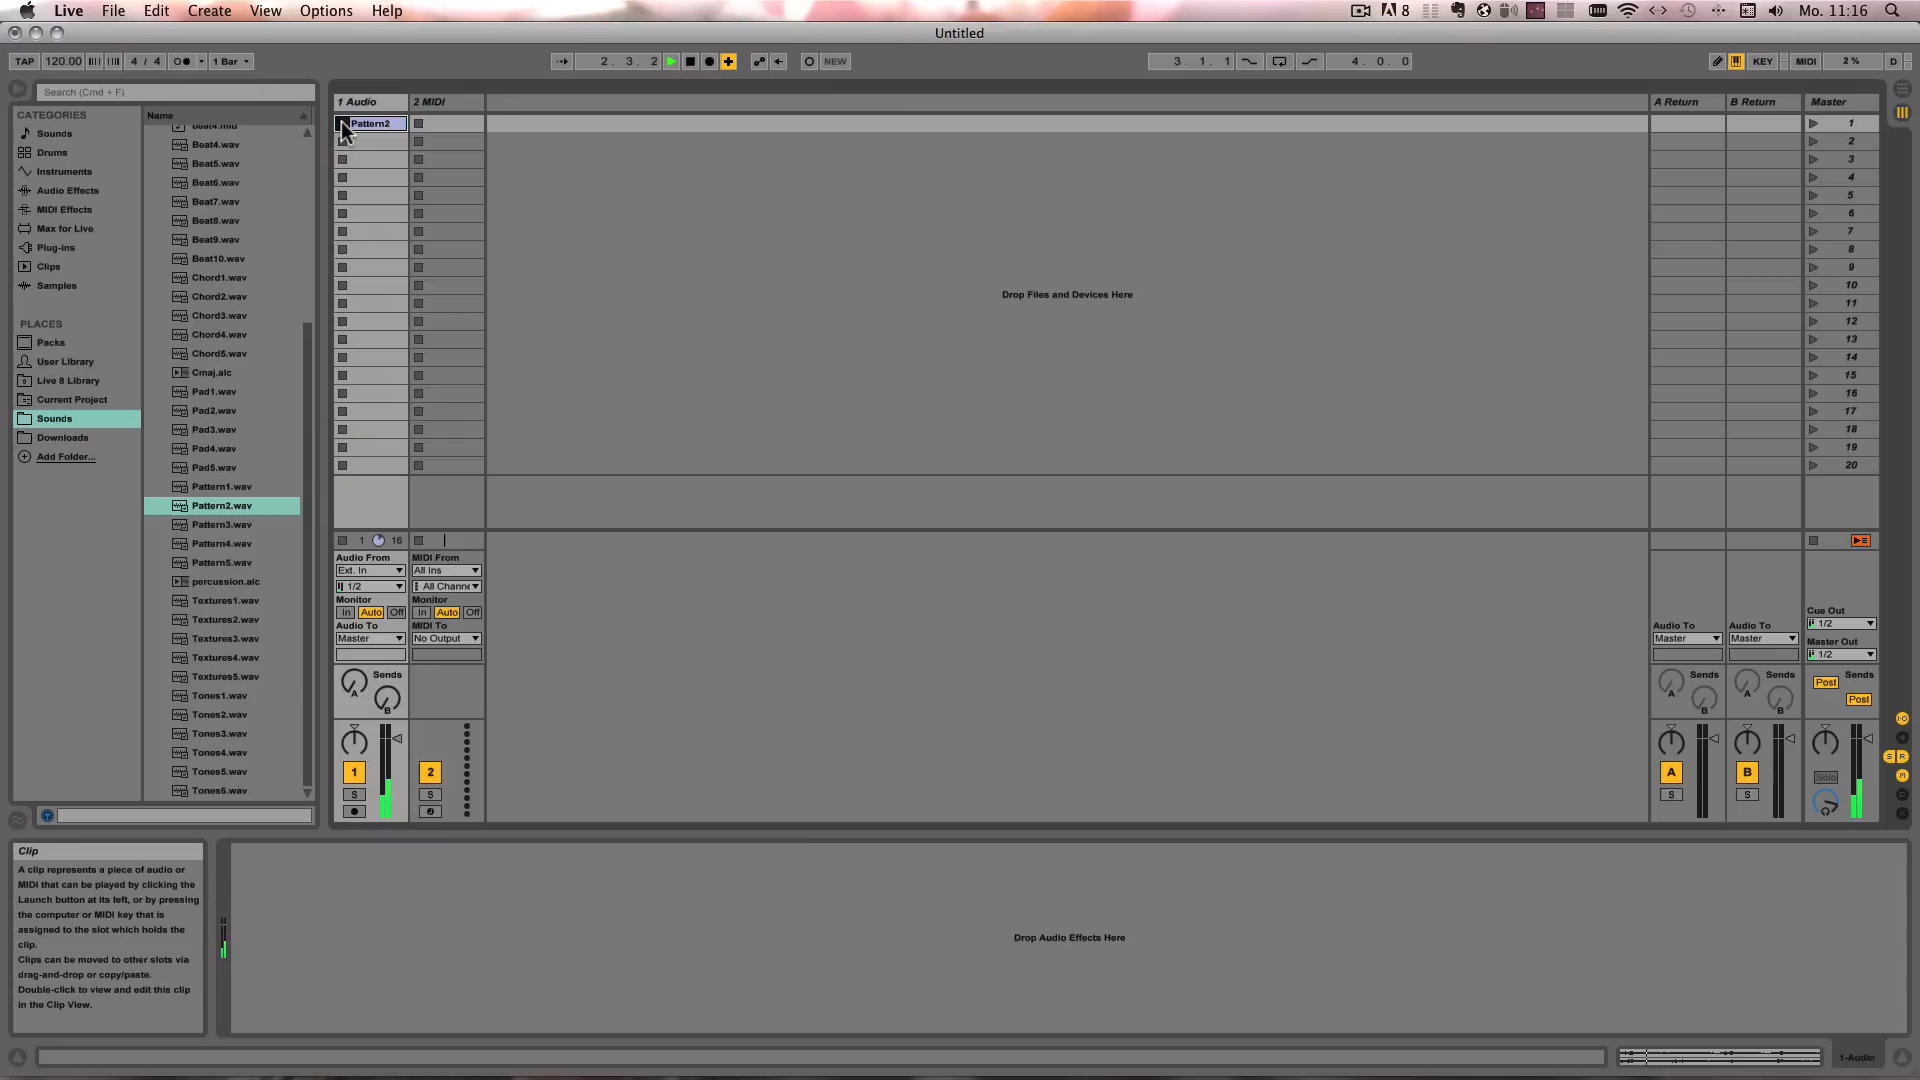 Live File Edit Create View Options Help
8 Mo. 11:16
Untitled
TAP 120.00 4 / 4 1 Bar 2. 3. 2 NEW 3. 1. 1 4. 0. 0 KEY MIDI 2 % D
Search (Cmd + F)
CATEGORIES
Sounds
Drums
Instruments
Audio Effects
MIDI Effects
Max for Live
Plug-ins
Clips
Samples
PLACES
Packs
User Library
Live 8 Library
Current Project
Sounds
Downloads
Add Folder...
Name
Beat4.wav
Beat5.wav
Beat6.wav
Beat7.wav
Beat8.wav
Beat9.wav
Beat10.wav
Chord1.wav
Chord2.wav
Chord3.wav
Chord4.wav
Chord5.wav
Cmaj.alc
Pad1.wav
Pad2.wav
Pad3.wav
Pad4.wav
Pad5.wav
Pattern1.wav
Pattern2.wav
Pattern3.wav
Pattern4.wav
Pattern5.wav
percussion.alc
Textures1.wav
Textures2.wav
Textures3.wav
Textures4.wav
Textures5.wav
Tones1.wav
Tones2.wav
Tones3.wav
Tones4.wav
Tones5.wav
Tones6.wav
1 Audio 2 MIDI A Return B Return Master
Pattern2
1
2
3
4
5
6
7
8
9
10
11
12
13
14
15
16
17
18
19
20
Drop Files and Devices Here
1 16
Audio From
Ext. In
1/2
Monitor
In Auto Off
Audio To
Master
Sends
A
B
1
S
MIDI From
All Ins
All Channe
Monitor
In Auto Off
MIDI To
No Output
2
S
Audio To
Master
Sends
A
B
A
S
Audio To
Master
Sends
A
B
B
S
Cue Out
1/2
Master Out
1/2
Sends
Post
Post
Solo
I-O
S R
M
D
Clip
A clip represents a piece of audio or
MIDI that can be played by clicking the
Launch button at its left, or by pressing
the computer or MIDI key that is
assigned to the slot which holds the
clip.
Clips can be moved to other slots via
drag-and-drop or copy/paste.
Double-click to view and edit this clip
in the Clip View.
Drop Audio Effects Here
1-Audio